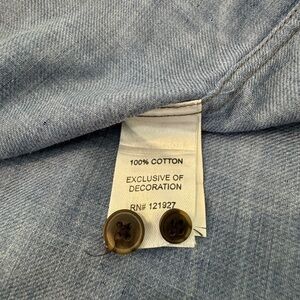 100% COTTON
EXCLUSIVE OF
DECORATION
RN# 121927